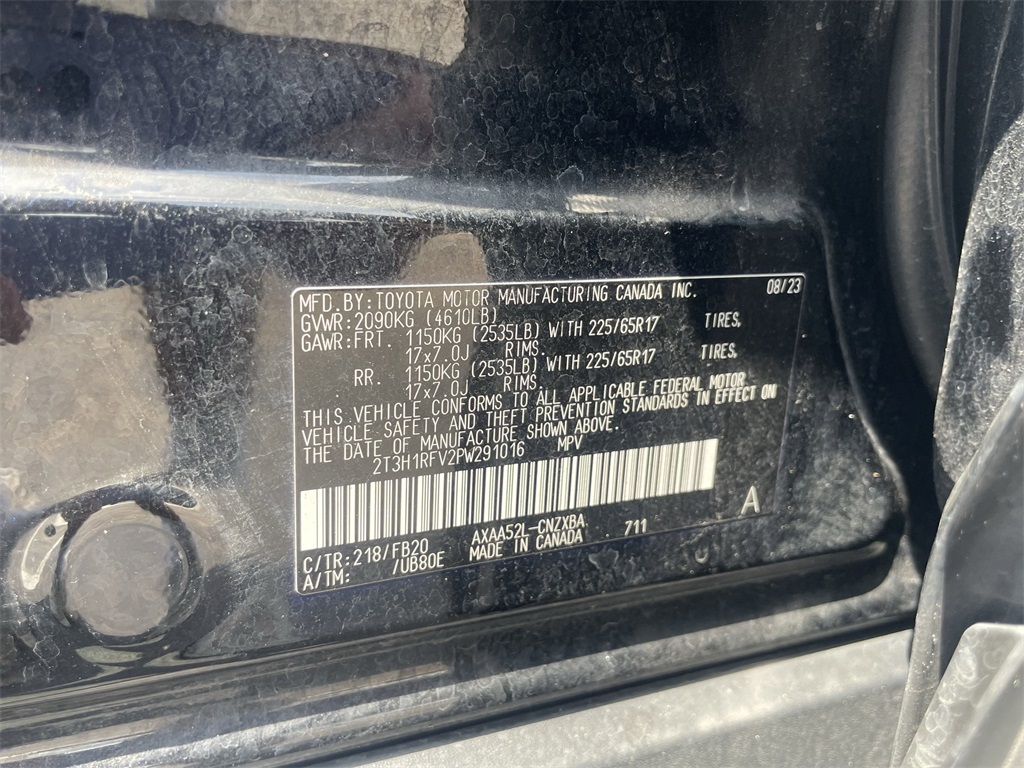 MFD. BY: TOYOTA MOTOR MANUFACTURING CANADA INC. 08/23
GVWR: 2090KG (4610LB)
GAWR: FRT. 1150KG (2535LB) WITH 225/65R17 TIRES,
17x7.0J RIMS.
RR. 1150KG (2535LB) WITH 225/65R17 TIRES,
17x7.0J RIMS.
THIS VEHICLE CONFORMS TO ALL APPLICABLE FEDERAL MOTOR
VEHICLE SAFETY AND THEFT PREVENTION STANDARDS IN EFFECT ON
THE DATE OF MANUFACTURE SHOWN ABOVE.
2T3H1RFV2PW291016 MPV
A
C/TR: 218/FB20 AXAA52L-CNZXBA 711
A/TM: /UB80E MADE IN CANADA